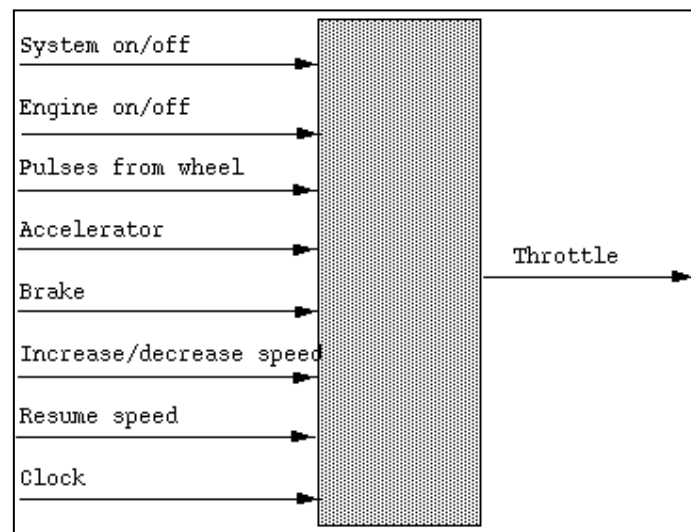 System on/off
Engine on/off
Pulses from wheel
Accelerator
Throttle
Brake
Increase/decrease speed
Resume speed
Clock